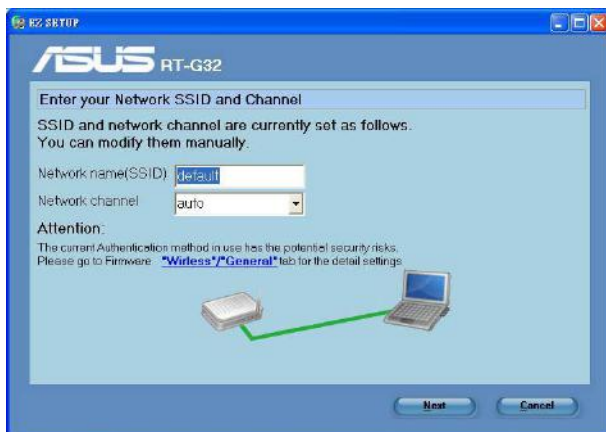 EZ SETUP
ASUS RT-G32
Enter your Network SSID and Channel
SSID and network channel are currently set as follows.
You can modify them manually.
Network name(SSID) default
Network channel auto
Attention:
The current Authentication method in use has the potential security risks.
Please go to Firmware "Wirless"/"General" tab for the detail settings
Next Cancel